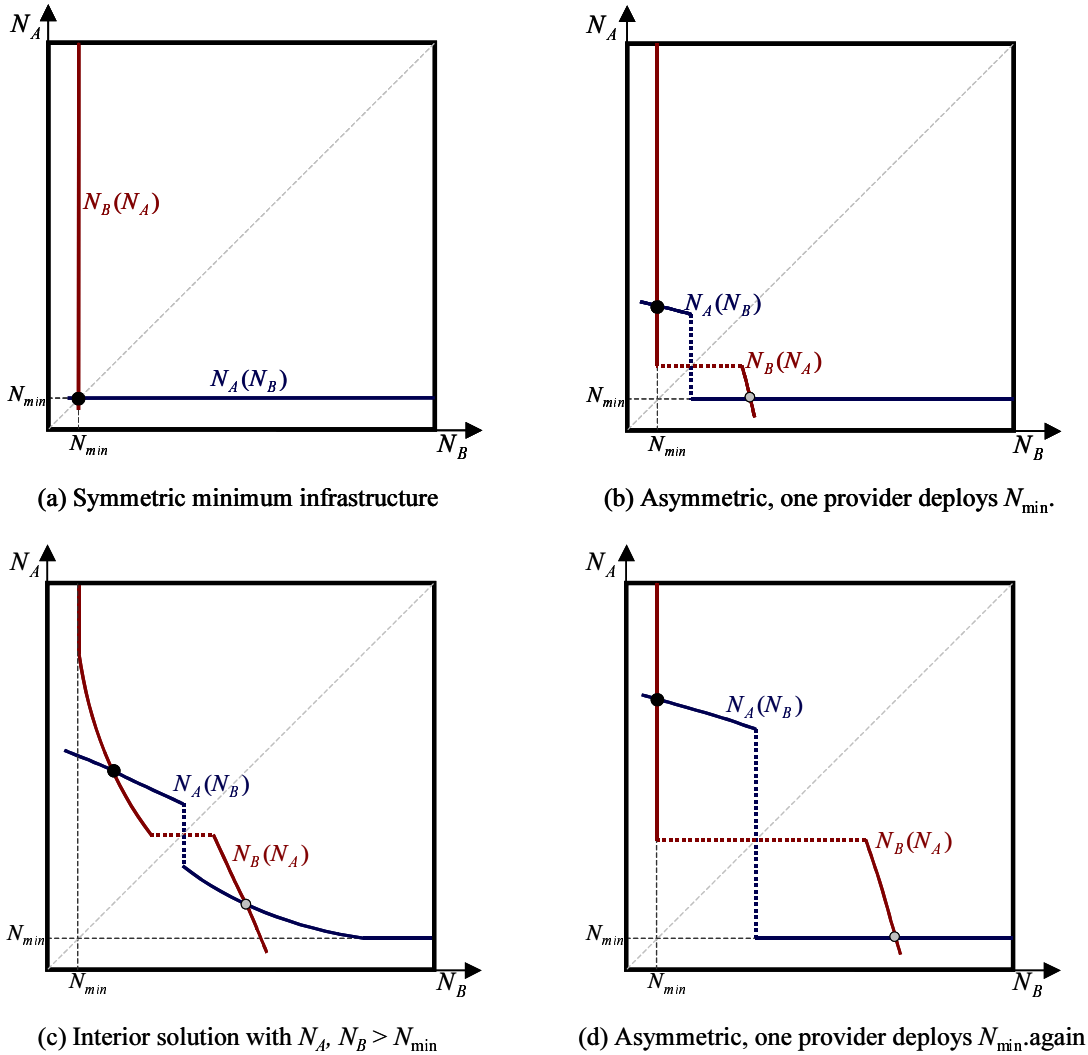 N_A
N_B(N_A)
N_A(N_B)
N_min
N_min
N_B
(a) Symmetric minimum infrastructure
N_A
N_A(N_B)
N_B(N_A)
N_min
N_min
N_B
(b) Asymmetric, one provider deploys N_min.
N_A
N_A(N_B)
N_B(N_A)
N_min
N_min
N_B
(c) Interior solution with N_A, N_B > N_min
N_A
N_A(N_B)
N_B(N_A)
N_min
N_min
N_B
(d) Asymmetric, one provider deploys N_min.again